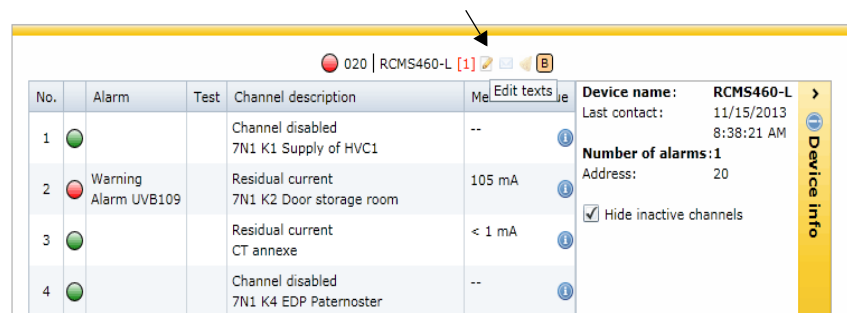 020 | RCMS460-L [1] B
Edit texts
No. Alarm Test Channel description Me ue
1 Channel disabled --
7N1 K1 Supply of HVC1
2 Warning Residual current 105 mA
Alarm UVB109 7N1 K2 Door storage room
3 Residual current < 1 mA
CT annexe
4 Channel disabled --
7N1 K4 EDP Paternoster
Device name: RCMS460-L
Last contact: 11/15/2013
8:38:21 AM
Number of alarms:1
Address: 20
Hide inactive channels
Device info